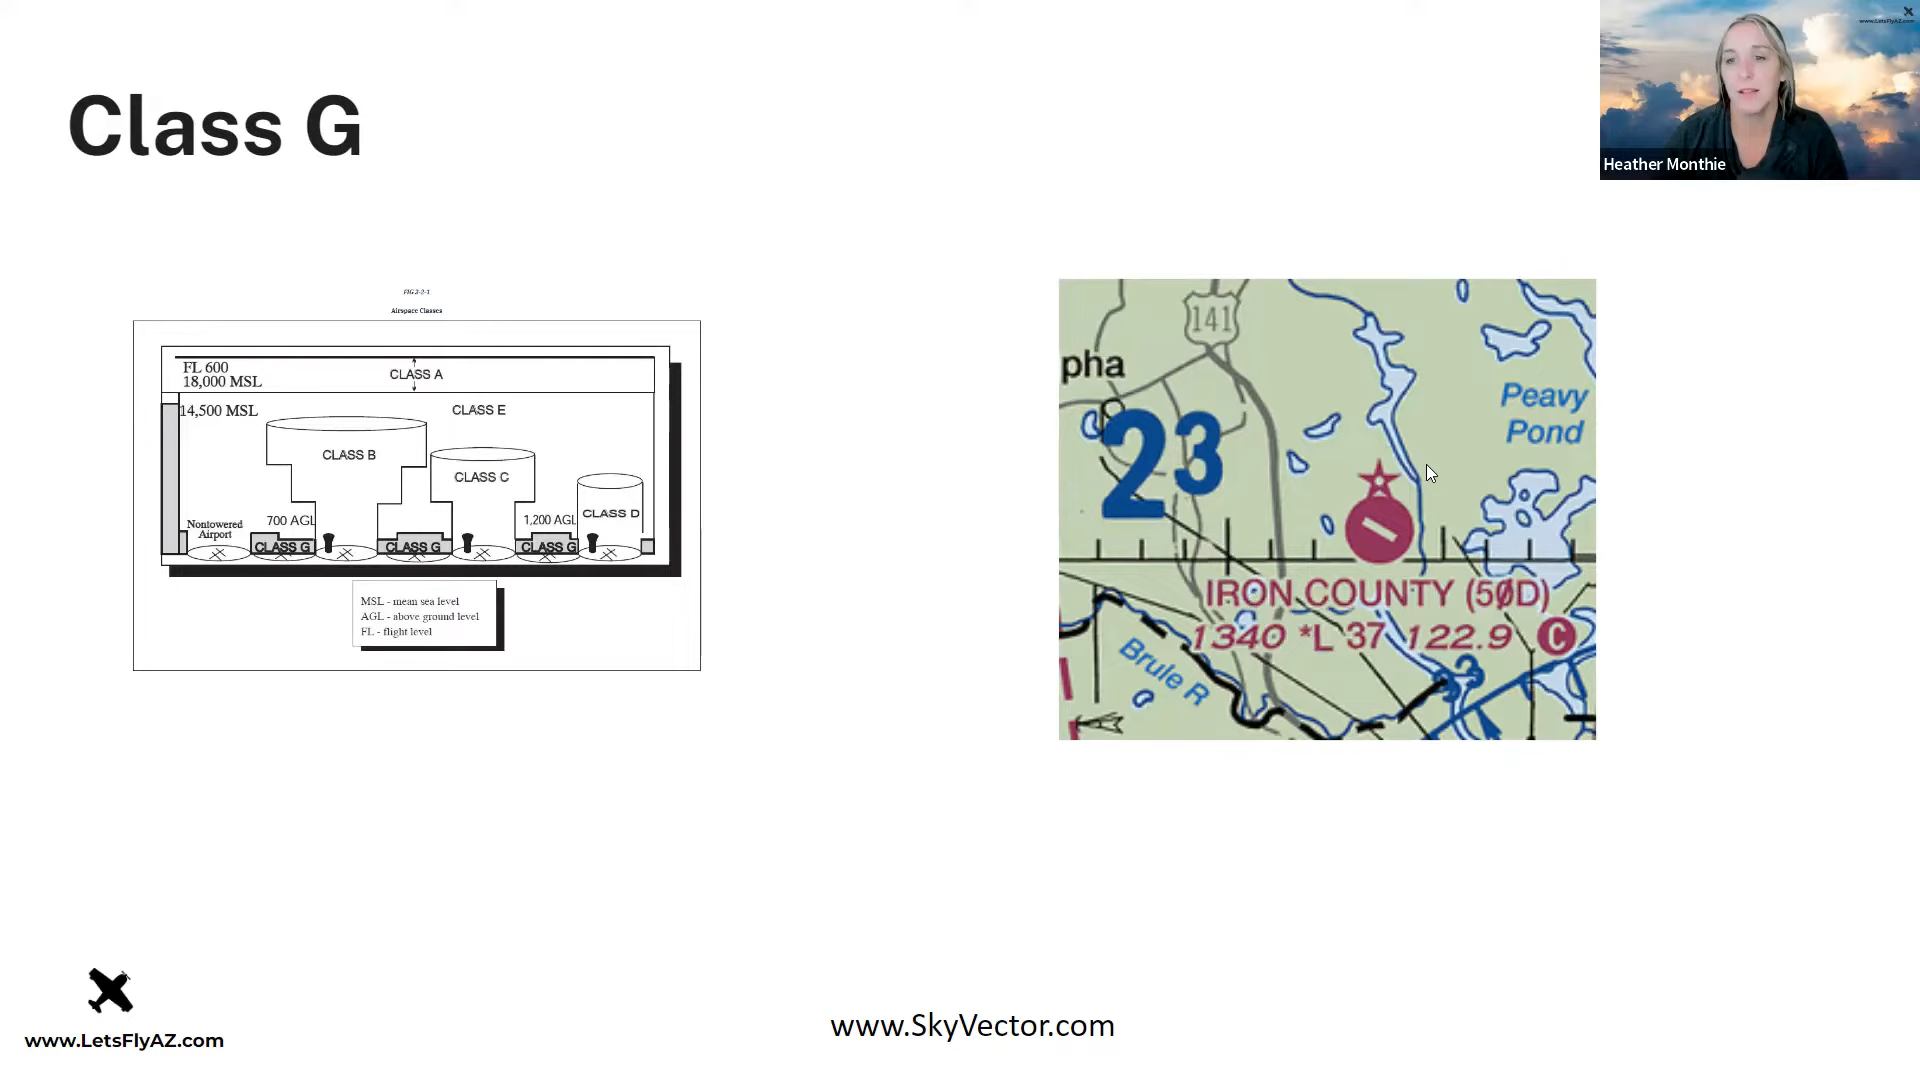 www.LetsFlyAZ.com
Heather Monthie
Class G
FIG 3-2-1
Airspace Classes
FL 600
18,000 MSL
CLASS A
14,500 MSL
CLASS E
CLASS B
CLASS C
CLASS D
Nontowered
Airport
700 AGL
1,200 AGL
CLASS G
CLASS G
CLASS G
MSL - mean sea level
AGL - above ground level
FL - flight level
141
pha
Peavy
Pond
23
IRON COUNTY (5ØD)
1340 *L 37 122.9 C
Brule R
www.LetsFlyAZ.com
www.SkyVector.com